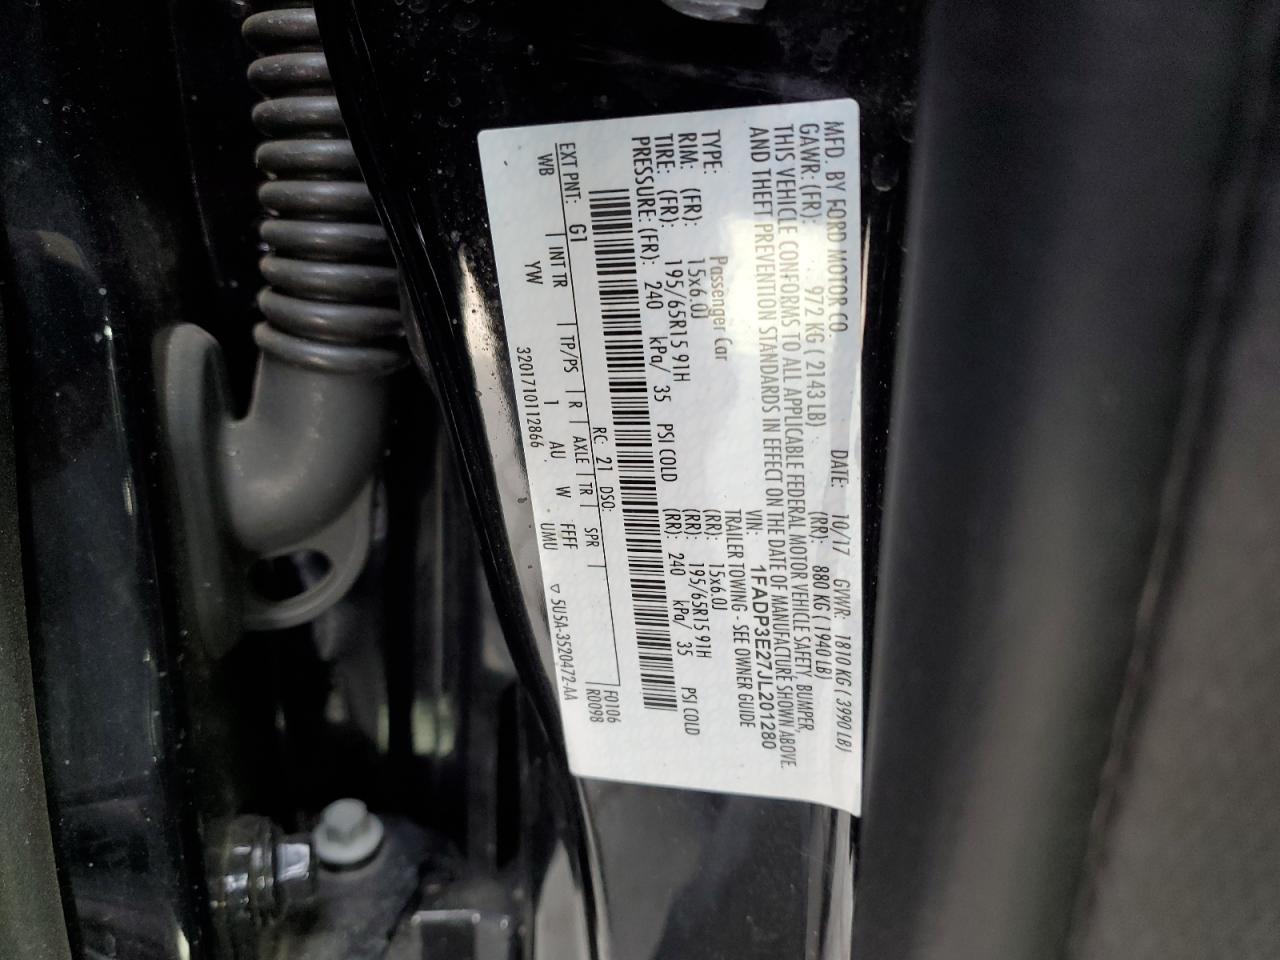 MFD. BY FORD MOTOR CO.
DATE: 10/17 GVWR: 1810 KG ( 3990 LB)
GAWR: (FR): 972 KG ( 2143 LB) (RR): 880 KG ( 1940 LB)
THIS VEHICLE CONFORMS TO ALL APPLICABLE FEDERAL MOTOR VEHICLE SAFETY, BUMPER,
AND THEFT PREVENTION STANDARDS IN EFFECT ON THE DATE OF MANUFACTURE SHOWN ABOVE.
VIN: 1FADP3E27JL201280
TYPE: Passenger Car TRAILER TOWING - SEE OWNER GUIDE
RIM: (FR): 15x6.0J (RR): 15x6.0J
TIRE: (FR): 195/65R15 91H (RR): 195/65R15 91H
PRESSURE: (FR): 240 kPa/ 35 PSI COLD (RR): 240 kPa/ 35 PSI COLD
F0106
RC: 21 DSO: R0098
EXT PNT: G1 INT TR TP/PS R AXLE TR SPR
WB YW 1 AU W FFFF
3201710112866 UMU ▽ 5U5A-3520472-AA